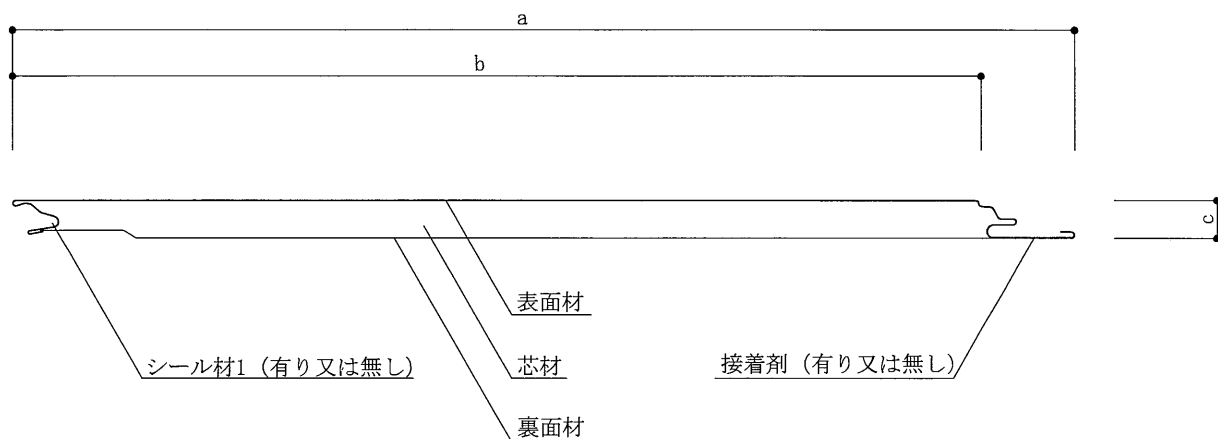 a
b
c
表面材
シール材1 (有り又は無し)
芯材
接着剤 (有り又は無し)
裏面材